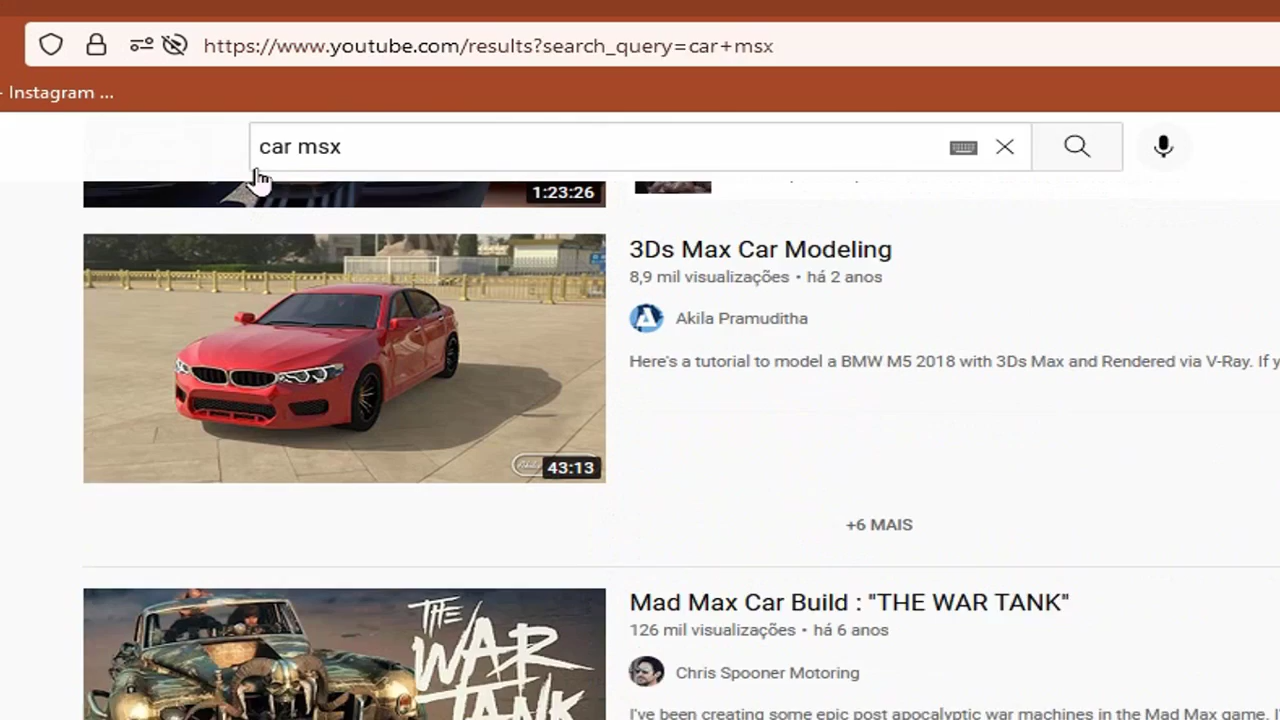 https://www.youtube.com/results?search_query=car+msx
- Instagram ...
car msx
1:23:26
3Ds Max Car Modeling
8,9 mil visualizações • há 2 anos
Akila Pramuditha
Here's a tutorial to model a BMW M5 2018 with 3Ds Max and Rendered via V-Ray. If y
43:13
+6 MAIS
Mad Max Car Build : "THE WAR TANK"
126 mil visualizações • há 6 anos
THE
WAR
TANK
Chris Spooner Motoring
I've been creating some epic post apocalyptic war machines in the Mad Max game. I'